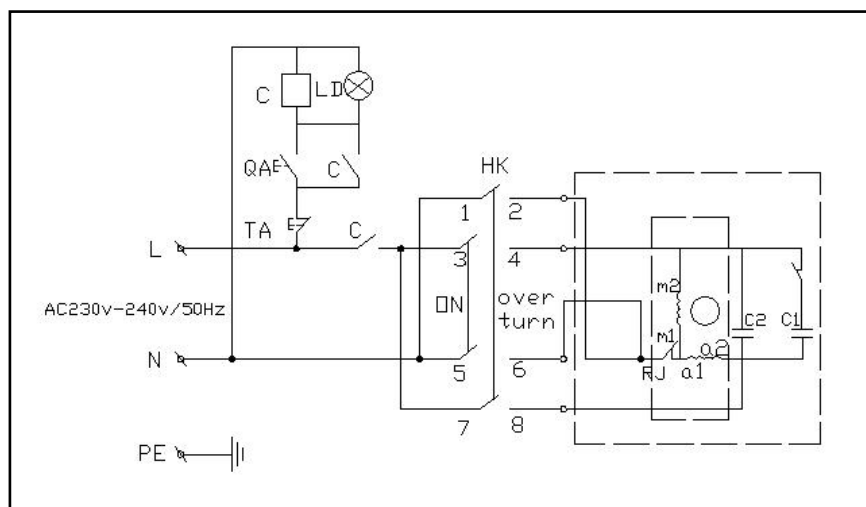 C LD
QA C HK
TA C 1 2
L 3 4
ON over turn
m2
AC230v-240v/50Hz
m1 C2 C1
a2
N 5 6 RJ a1
7 8
PE